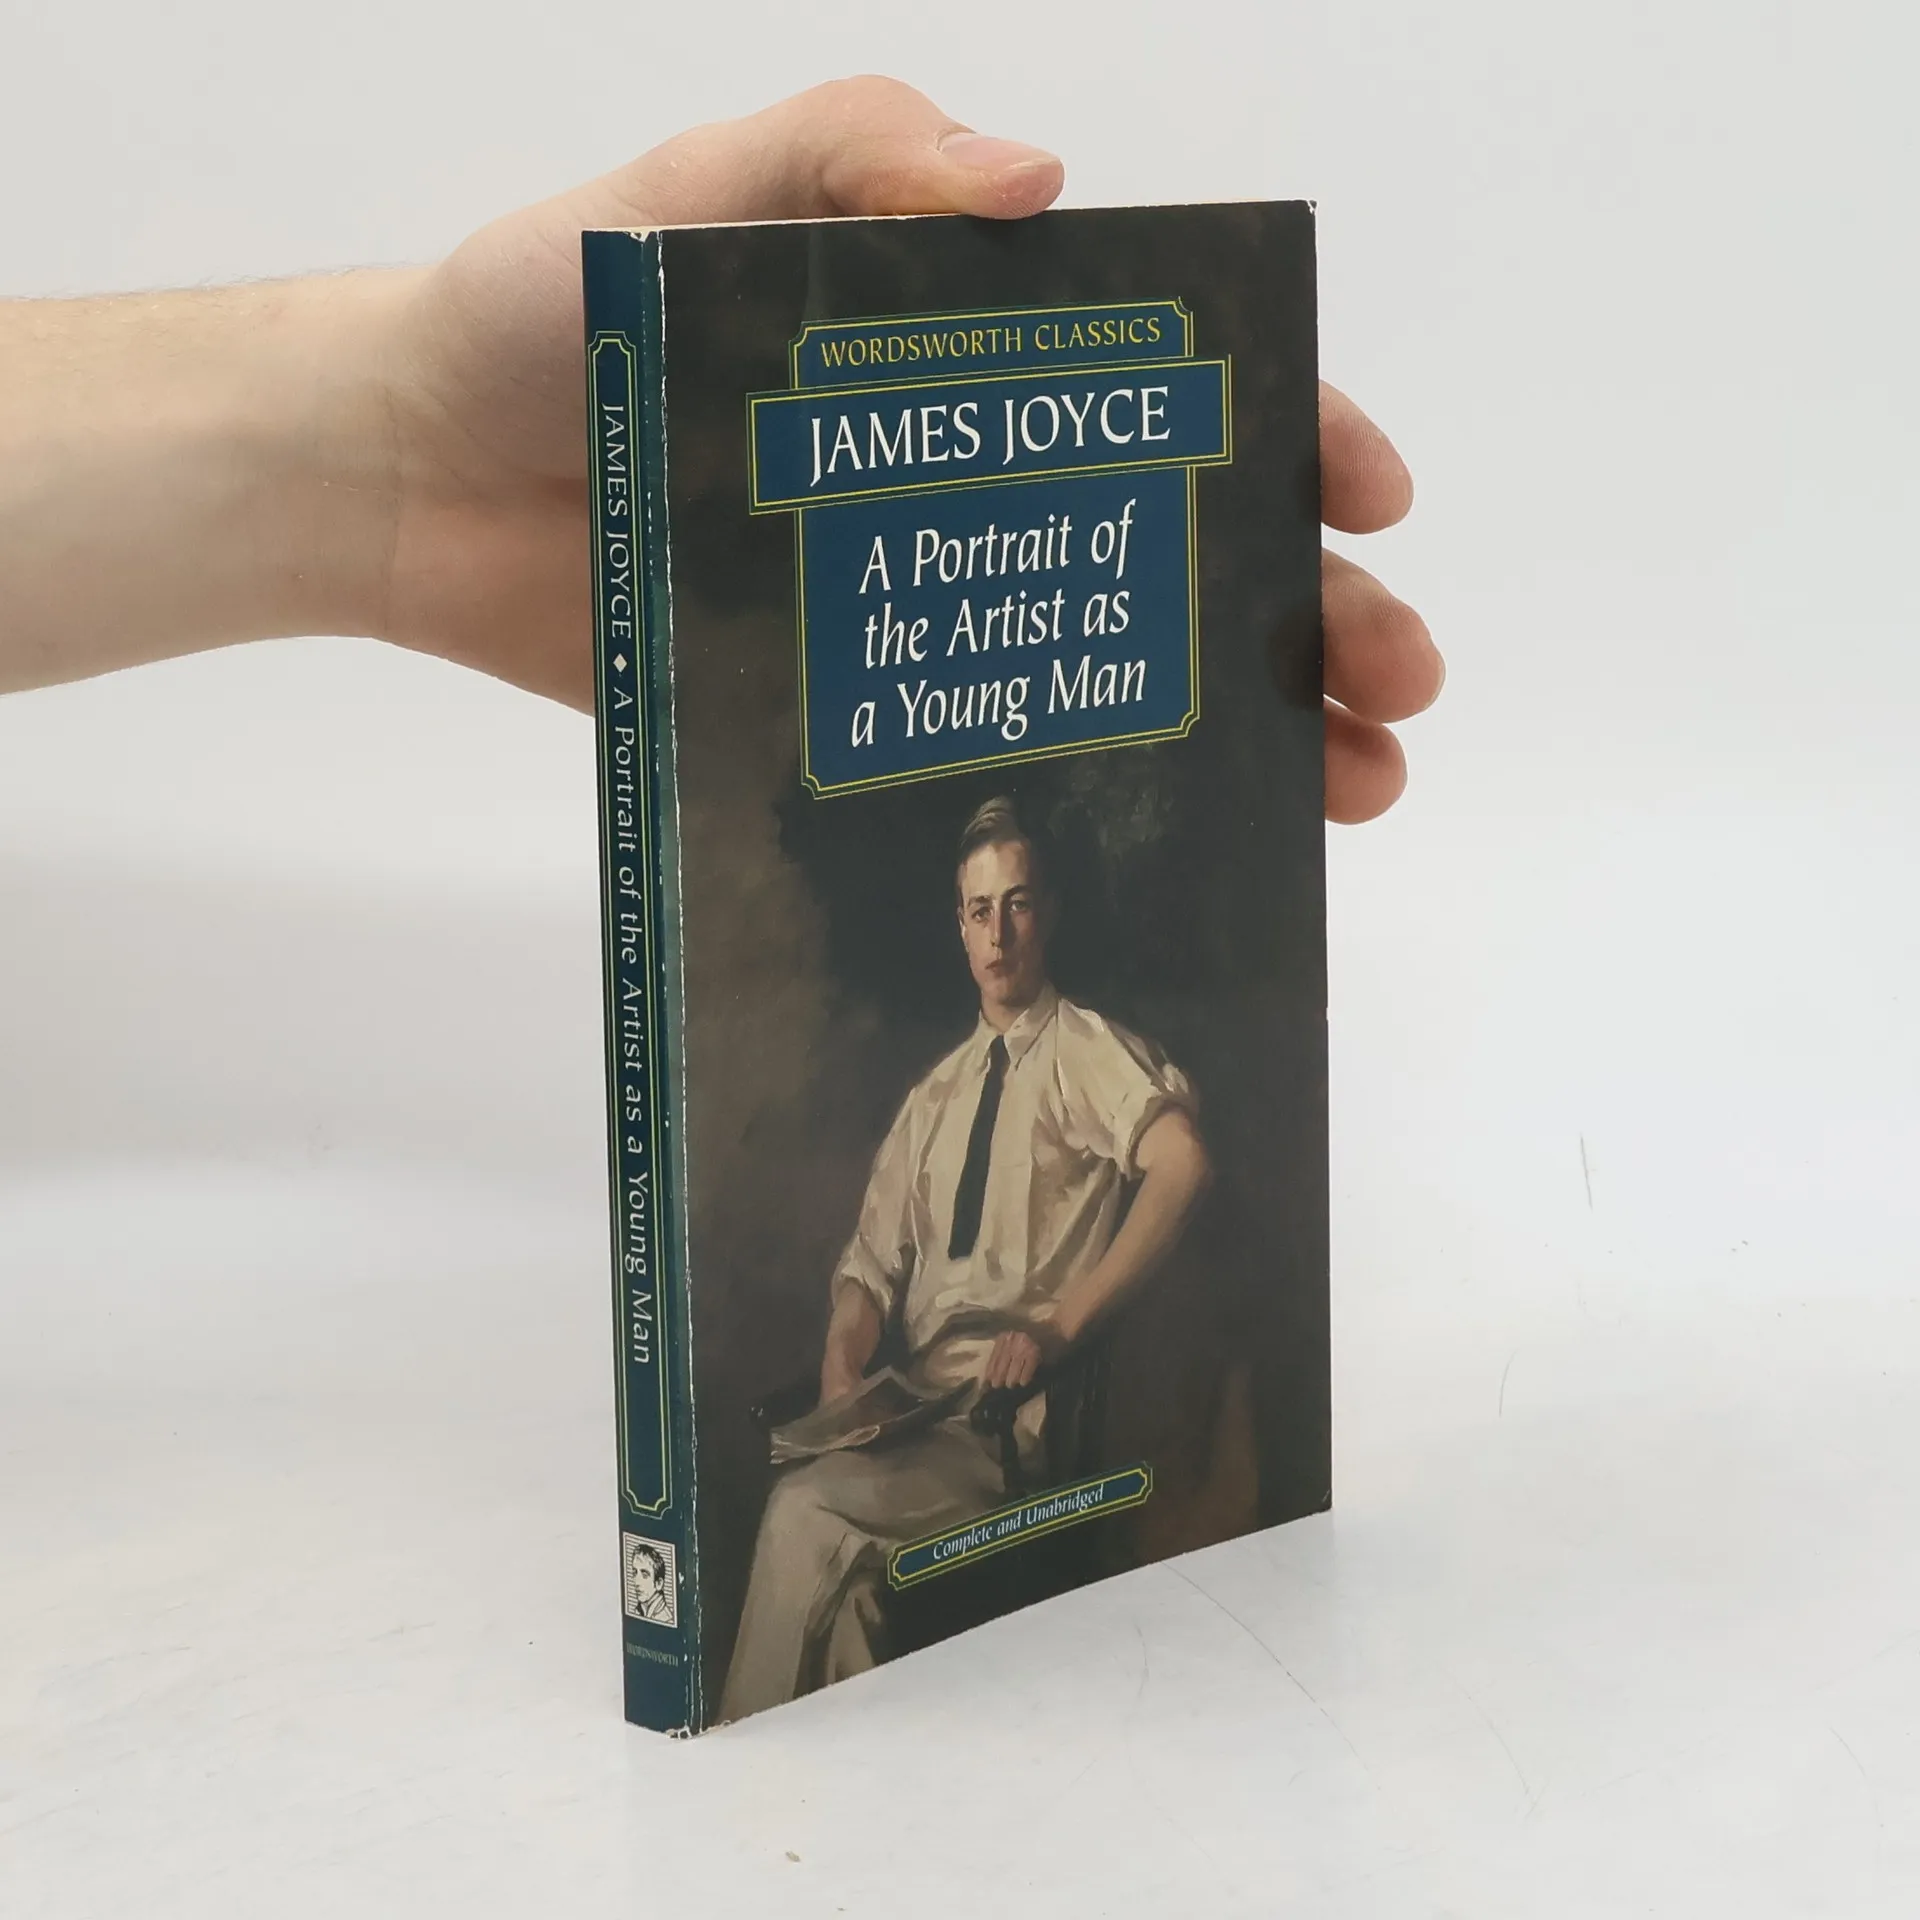 WORDSWORTH CLASSICS
JAMES JOYCE
A Portrait of
the Artist as
a Young Man
Complete and Unabridged
JAMES JOYCE ◆ A Portrait of the Artist as a Young Man
WORDSWORTH